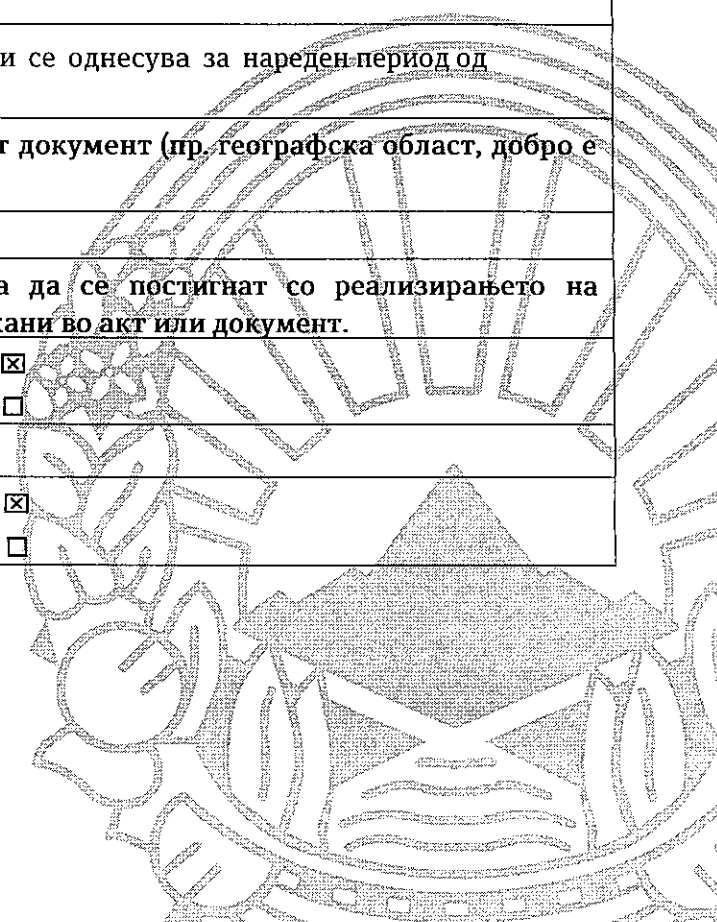 и се однесува за нареден период од
т документ (пр. географска област, добро е
а да се постигнат со реализирањето на
кани во акт или документ.
☒
☐
☒
☐